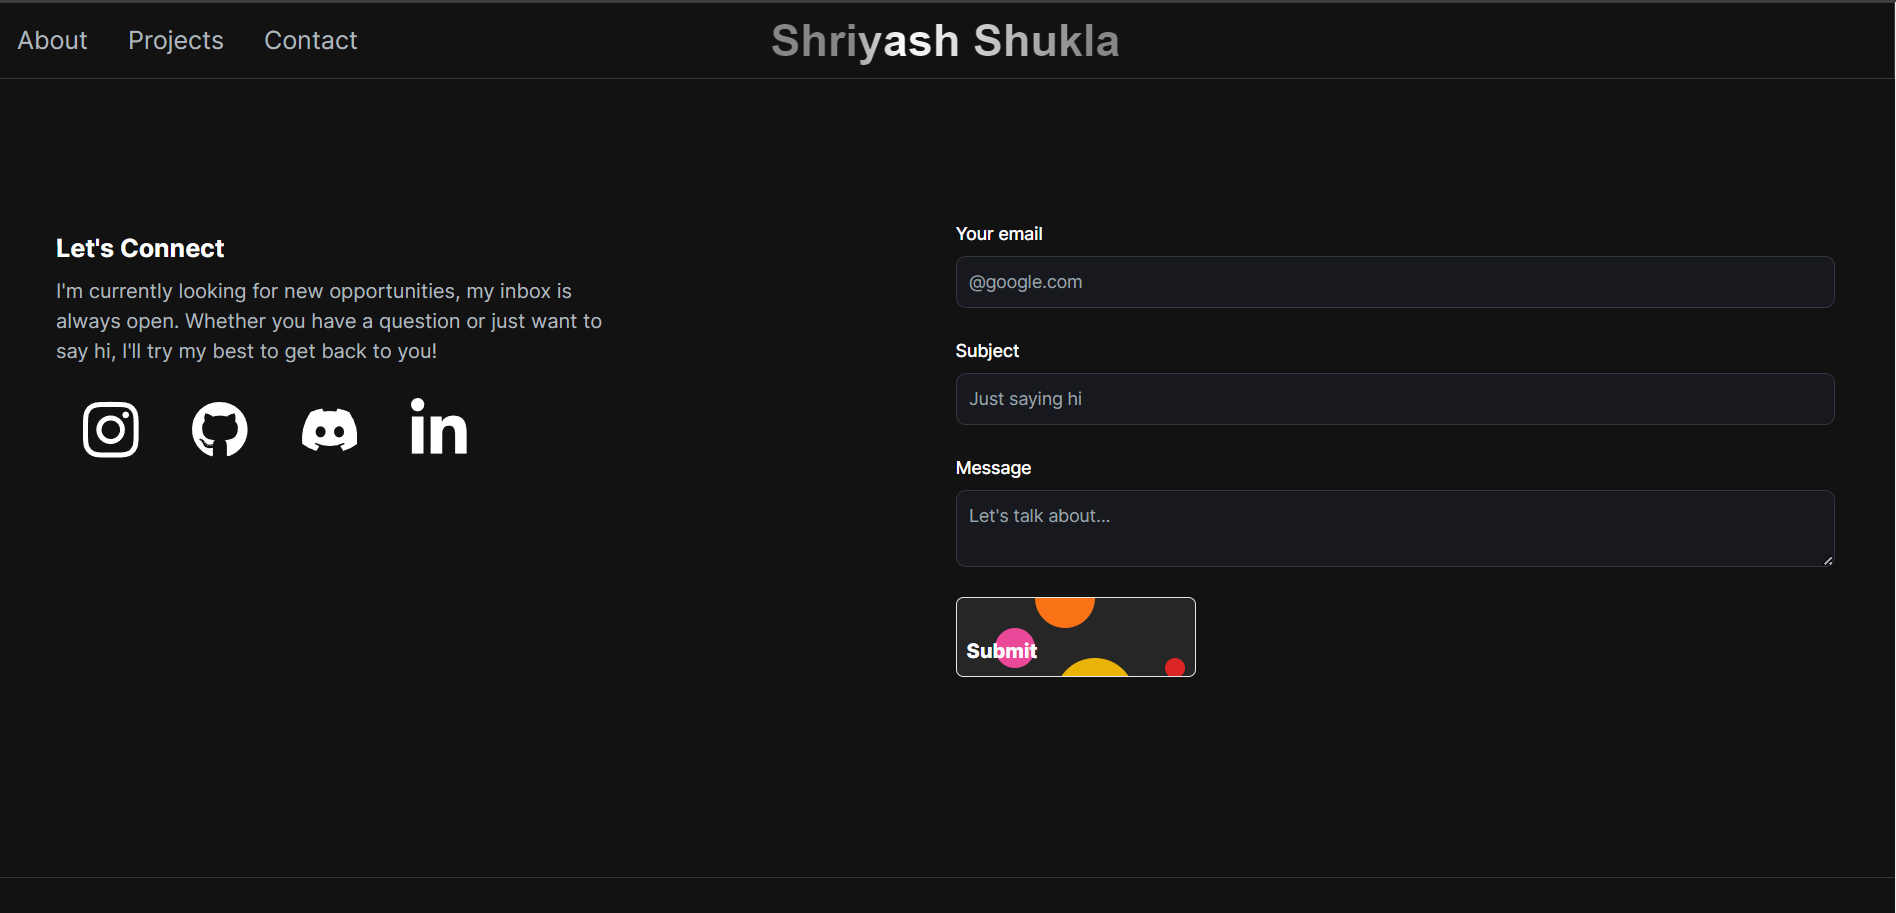 About
Projects
Contact
Shriyash Shukla
Let's Connect
I'm currently looking for new opportunities, my inbox is
always open. Whether you have a question or just want to
say hi, I'll try my best to get back to you!
in
Your email
@google.com
Subject
Just saying hi
Message
Let's talk about...
Submit